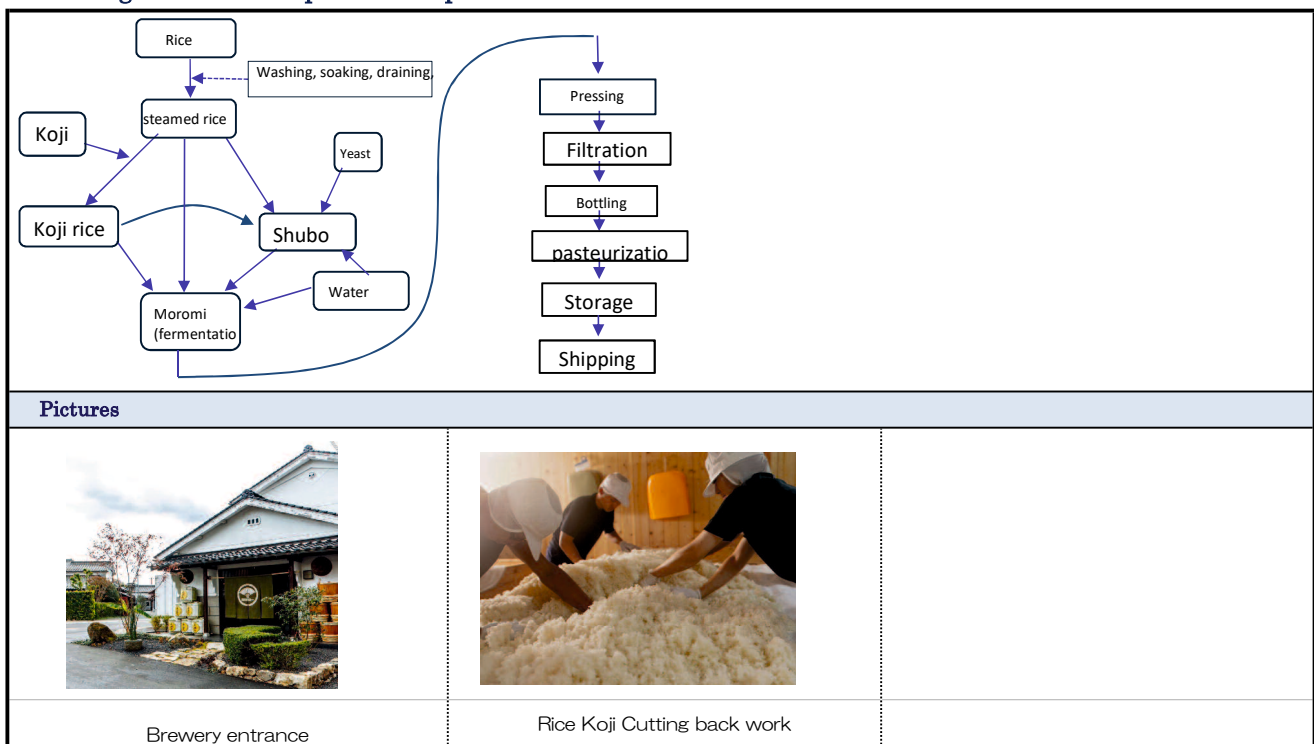 Rice
Washing, soaking, draining,
steamed rice
Koji
Yeast
Koji rice
Shubo
Water
Moromi
(fermentatio
Pressing
Filtration
Bottling
pasteurizatio
Storage
Shipping
Pictures
Brewery entrance
Rice Koji Cutting back work